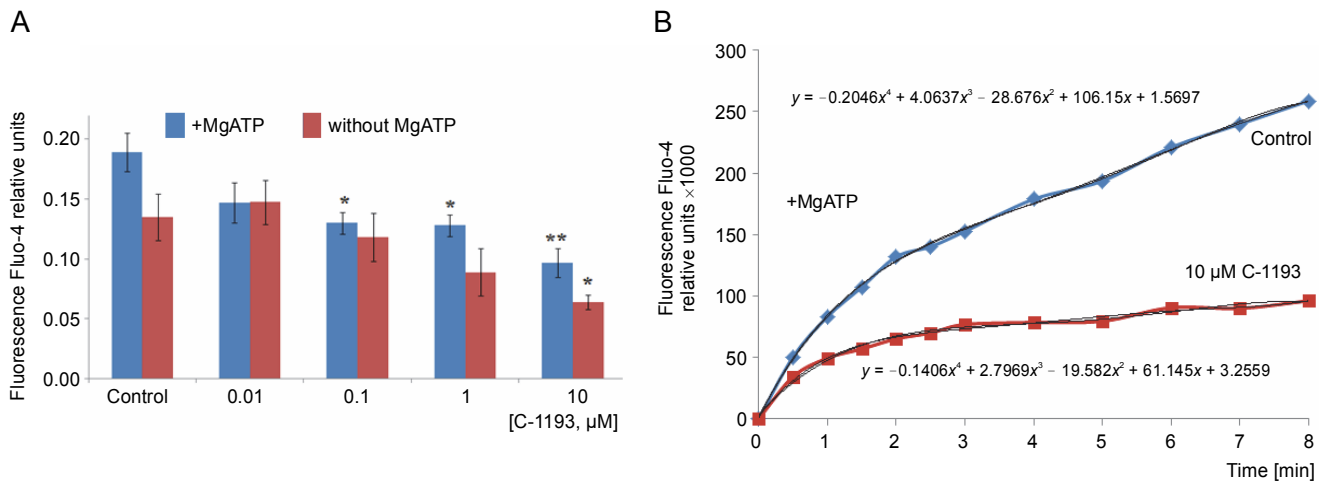 A
Fluorescence Fluo-4 relative units
+MgATP
without MgATP
0.20
0.15
0.10
0.05
0.00
*
*
**
*
Control
0.01
0.1
1
10
[C-1193, μM]
B
Fluorescence Fluo-4
relative units ×1000
300
250
200
150
100
50
0
y = −0.2046x⁴ + 4.0637x³ − 28.676x² + 106.15x + 1.5697
Control
+MgATP
10 μM C-1193
y = −0.1406x⁴ + 2.7969x³ − 19.582x² + 61.145x + 3.2559
0 1 2 3 4 5 6 7 8
Time [min]